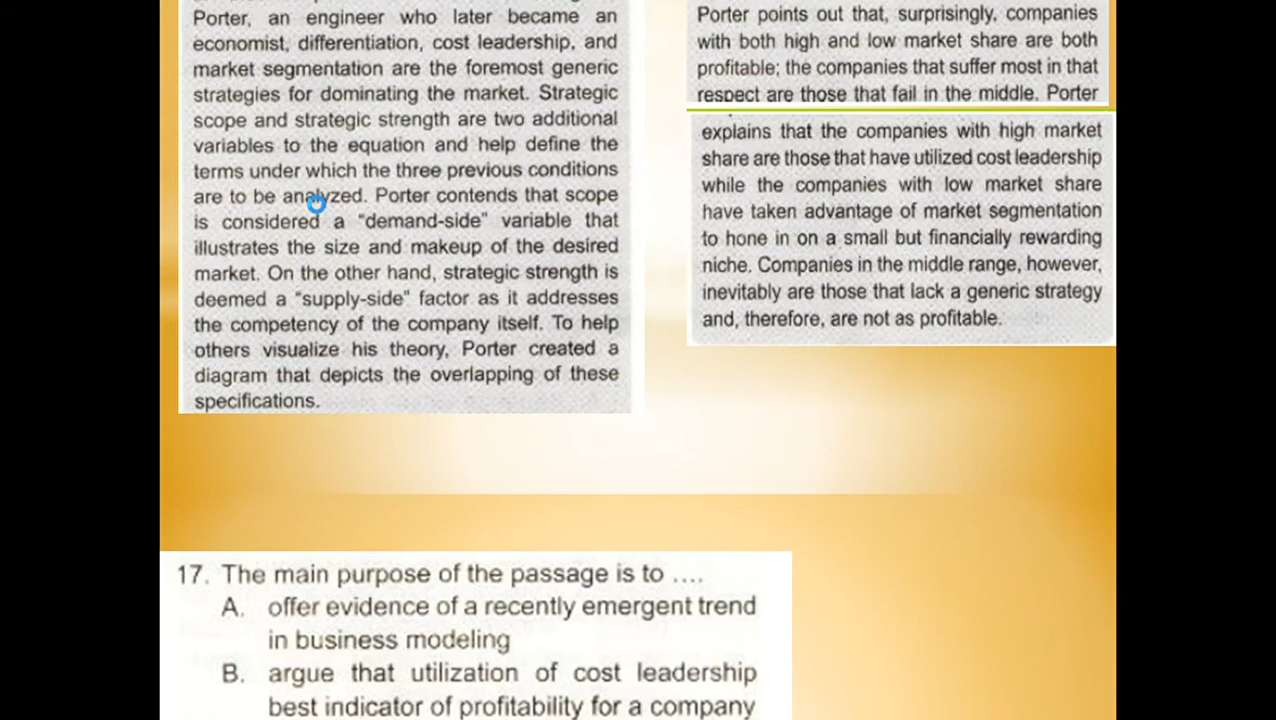 Porter, an engineer who later became an
economist, differentiation, cost leadership, and
market segmentation are the foremost generic
strategies for dominating the market. Strategic
scope and strategic strength are two additional
variables to the equation and help define the
terms under which the three previous conditions
are to be analyzed. Porter contends that scope
is considered a “demand-side” variable that
illustrates the size and makeup of the desired
market. On the other hand, strategic strength is
deemed a “supply-side” factor as it addresses
the competency of the company itself. To help
others visualize his theory, Porter created a
diagram that depicts the overlapping of these
specifications.
Porter points out that, surprisingly, companies
with both high and low market share are both
profitable; the companies that suffer most in that
respect are those that fail in the middle. Porter
explains that the companies with high market
share are those that have utilized cost leadership
while the companies with low market share
have taken advantage of market segmentation
to hone in on a small but financially rewarding
niche. Companies in the middle range, however,
inevitably are those that lack a generic strategy
and, therefore, are not as profitable.
17. The main purpose of the passage is to ....
A. offer evidence of a recently emergent trend
in business modeling
B. argue that utilization of cost leadership
best indicator of profitability for a company